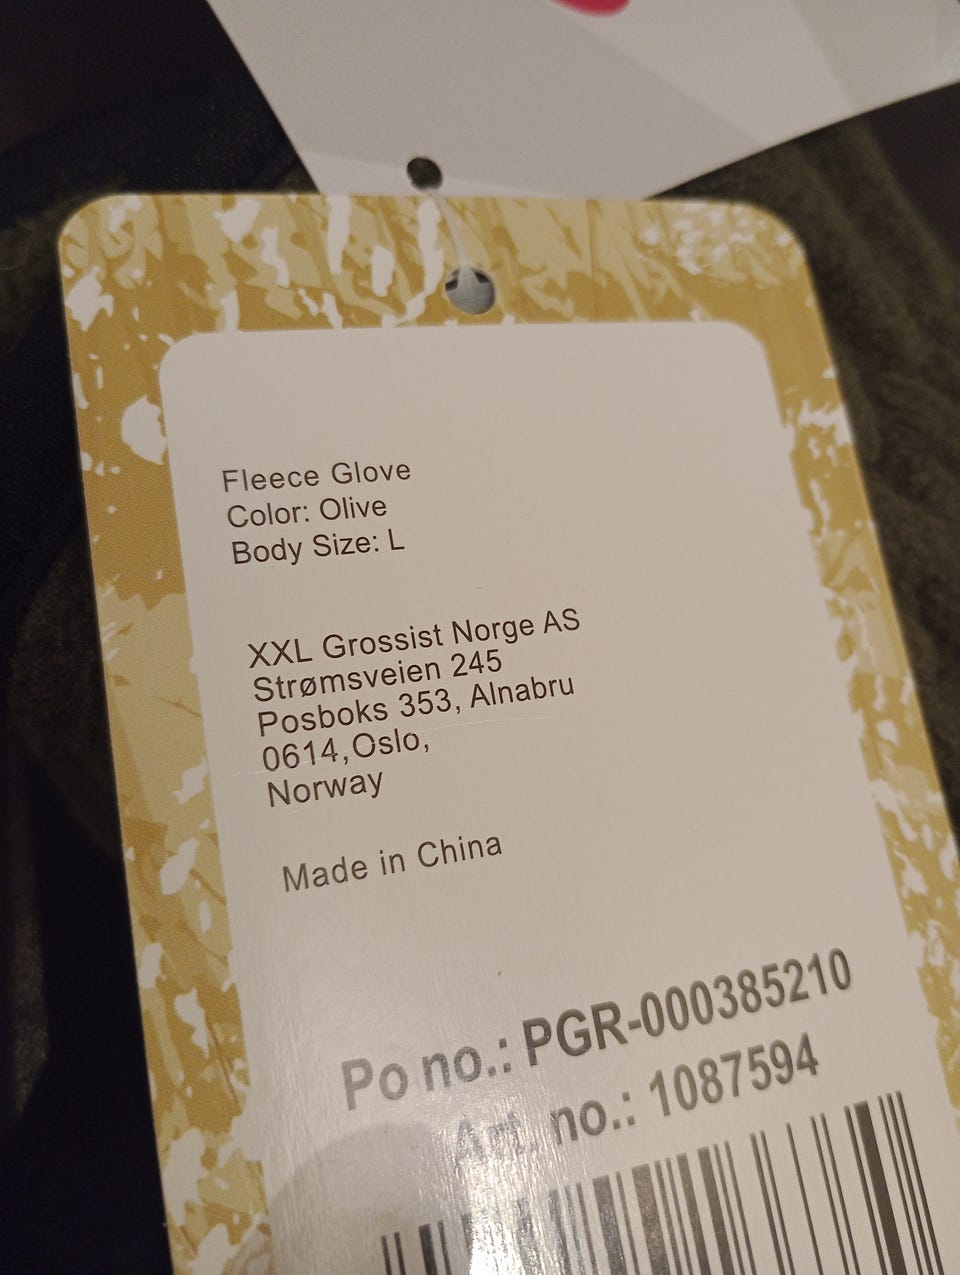 Fleece Glove
Color: Olive
Body Size: L
XXL Grossist Norge AS
Strømsveien 245
Posboks 353, Alnabru
0614,Oslo,
Norway
Made in China
Po no.: PGR-000385210
Art. no.: 1087594